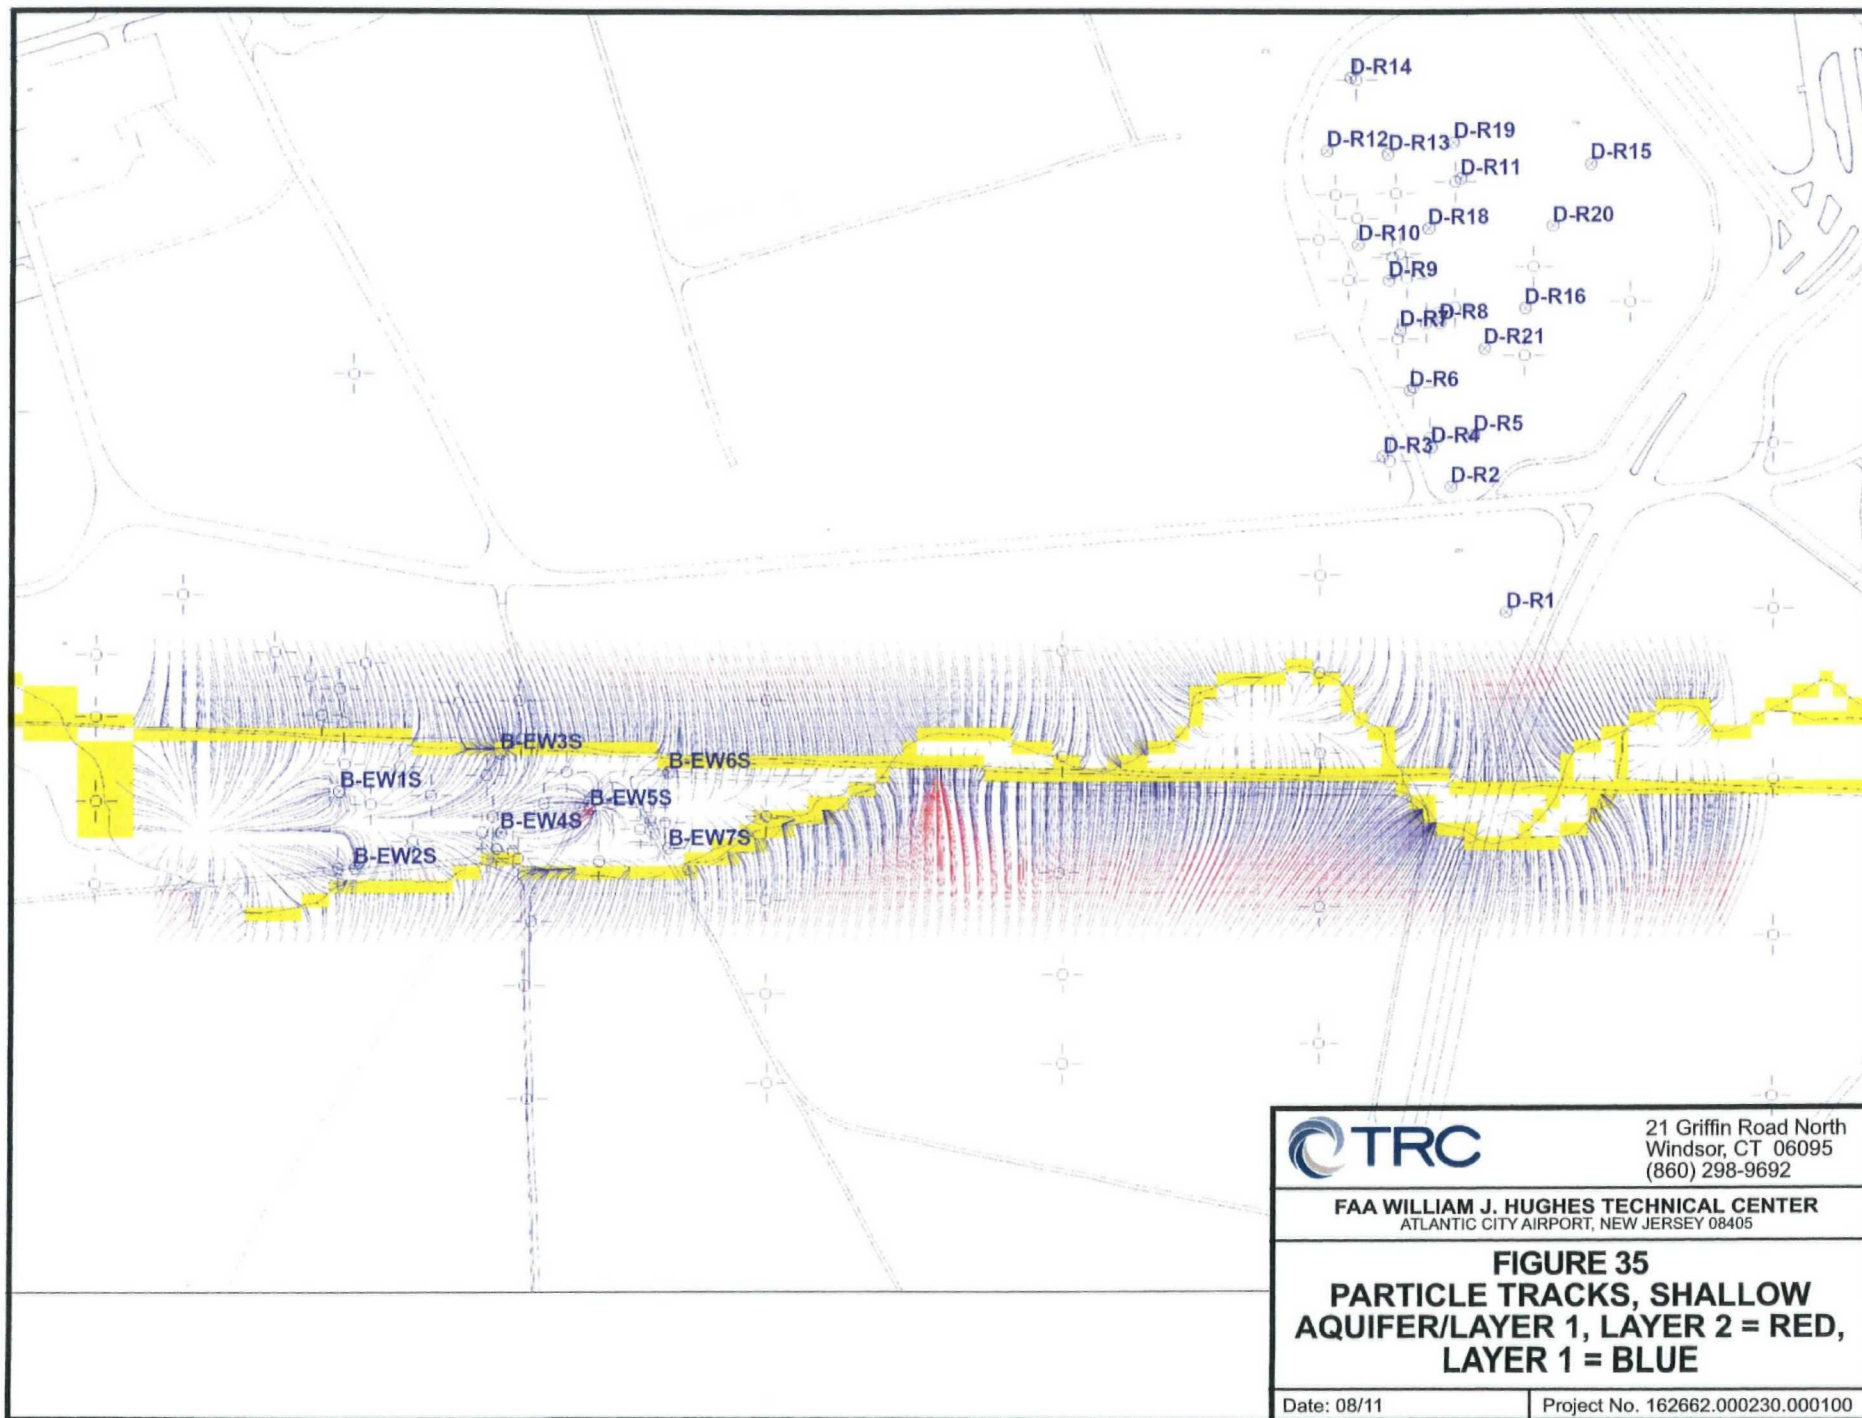 D-R14
D-R12
D-R13
D-R19
D-R11
D-R15
D-R18
D-R20
D-R10
D-R9
D-R16
D-R8
D-R7
D-R21
D-R6
D-R5
D-R4
D-R3
D-R2
D-R1
B-EW3S
B-EW6S
B-EW1S
B-EW5S
B-EW4S
B-EW7S
B-EW2S
TRC
21 Griffin Road North
Windsor, CT 06095
(860) 298-9692
FAA WILLIAM J. HUGHES TECHNICAL CENTER
ATLANTIC CITY AIRPORT, NEW JERSEY 08405
FIGURE 35
PARTICLE TRACKS, SHALLOW
AQUIFER/LAYER 1, LAYER 2 = RED,
LAYER 1 = BLUE
Date: 08/11
Project No. 162662.000230.000100